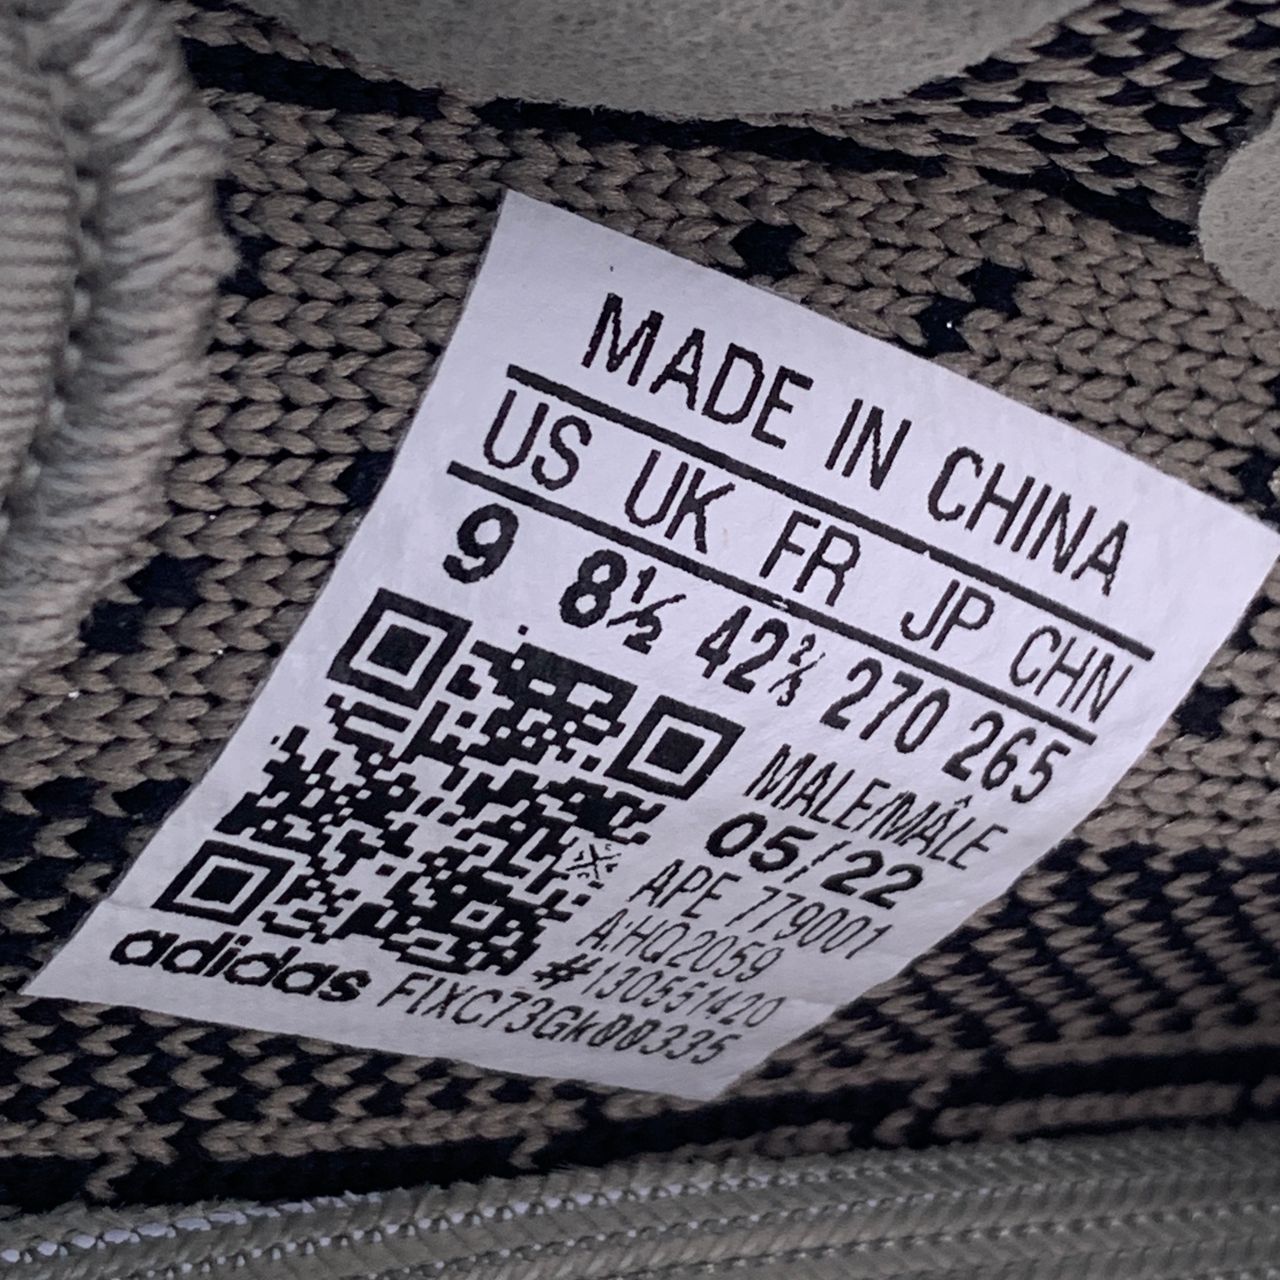 MADE IN CHINA
US UK FR JP CHN
9 8½ 42⅔ 270 265
MALE/MÂLE
05/22
APE 779001
A:HQ2059
#130551420
adidas F1XC73Gk00335